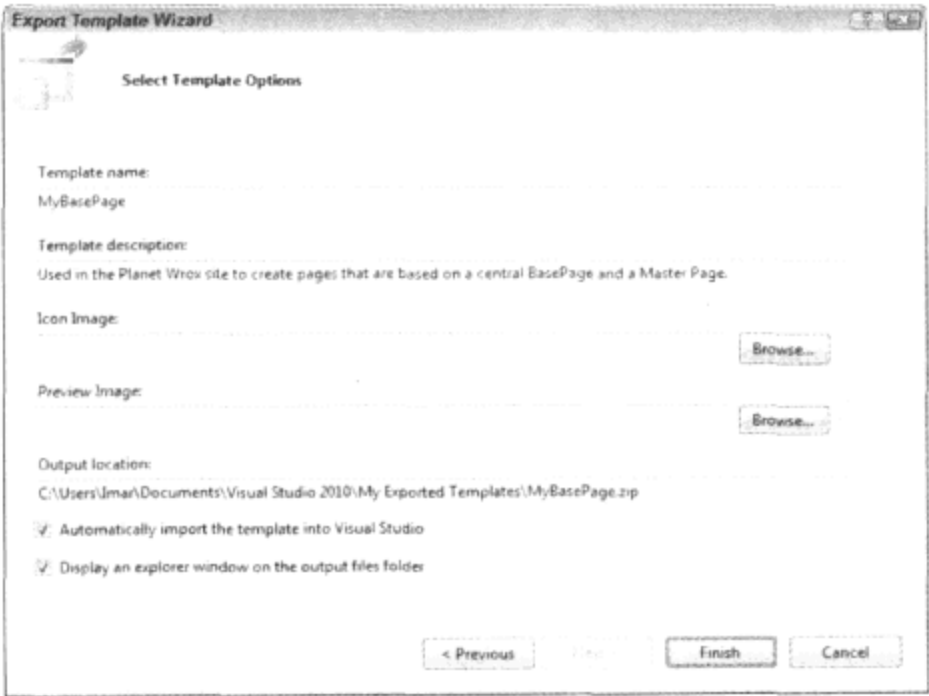 Export Template Wizard
Select Template Options
Template name:
MyBasePage
Template description:
Used in the Planet Wrox site to create pages that are based on a central BasePage and a Master Page.
Icon Image:
Browse...
Preview Image:
Browse...
Output location:
C:\Users\Imar\Documents\Visual Studio 2010\My Exported Templates\MyBasePage.zip
Automatically import the template into Visual Studio
Display an explorer window on the output files folder
< Previous
Finish
Cancel